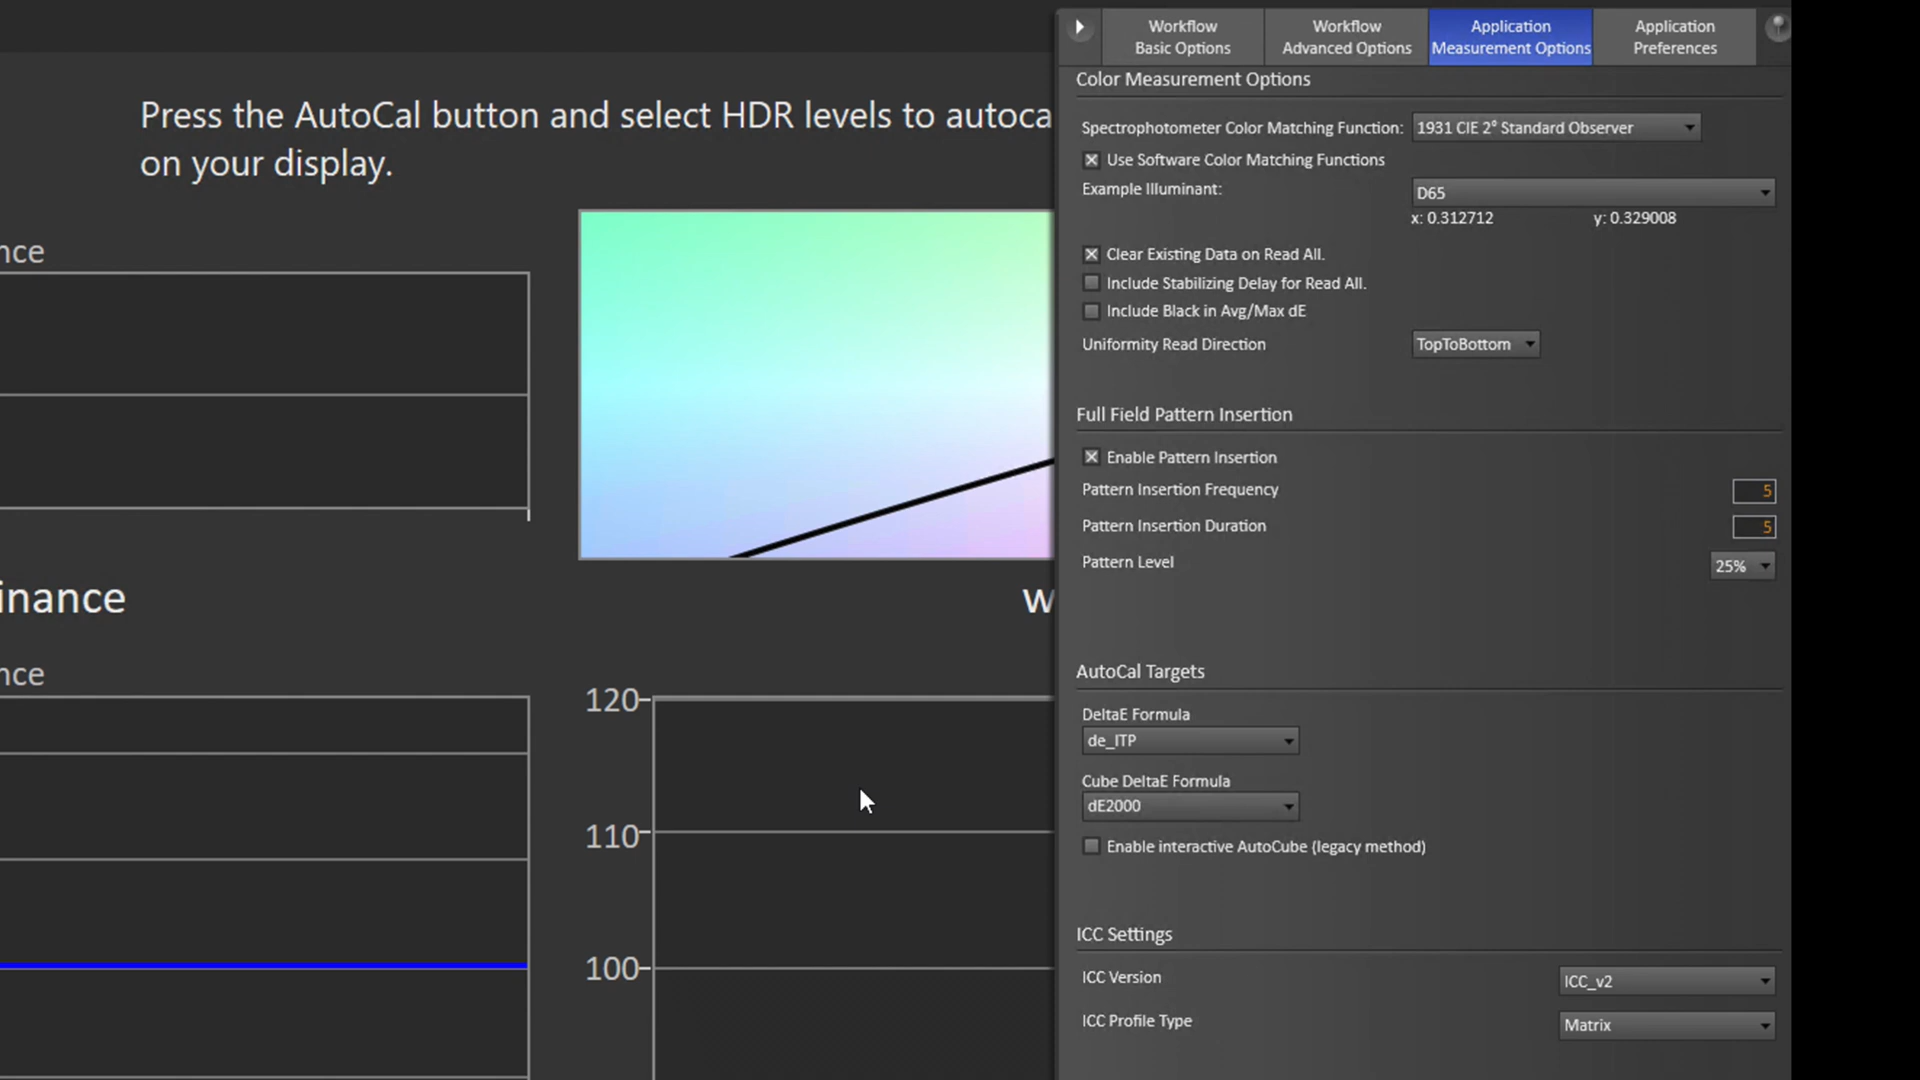 Workflow
Basic Options
Workflow
Advanced Options
Application
Measurement Options
Application
Preferences
Press the AutoCal button and select HDR levels to autoca
on your display.
nce
inance
W
nce
120
110
100
Color Measurement Options
Spectrophotometer Color Matching Function: 1931 CIE 2° Standard Observer
Use Software Color Matching Functions
Example Illuminant: D65
x: 0.312712 y: 0.329008
Clear Existing Data on Read All.
Include Stabilizing Delay for Read All.
Include Black in Avg/Max dE
Uniformity Read Direction TopToBottom
Full Field Pattern Insertion
Enable Pattern Insertion
Pattern Insertion Frequency 5
Pattern Insertion Duration 5
Pattern Level 25%
AutoCal Targets
DeltaE Formula
de_ITP
Cube DeltaE Formula
dE2000
Enable interactive AutoCube (legacy method)
ICC Settings
ICC Version ICC_v2
ICC Profile Type Matrix